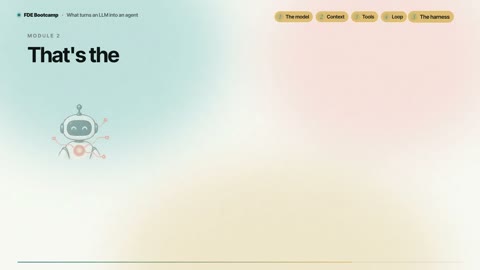 FDE Bootcamp · What turns an LLM into an agent
The model
Context
Tools
Loop
The harness
MODULE 2
That's the